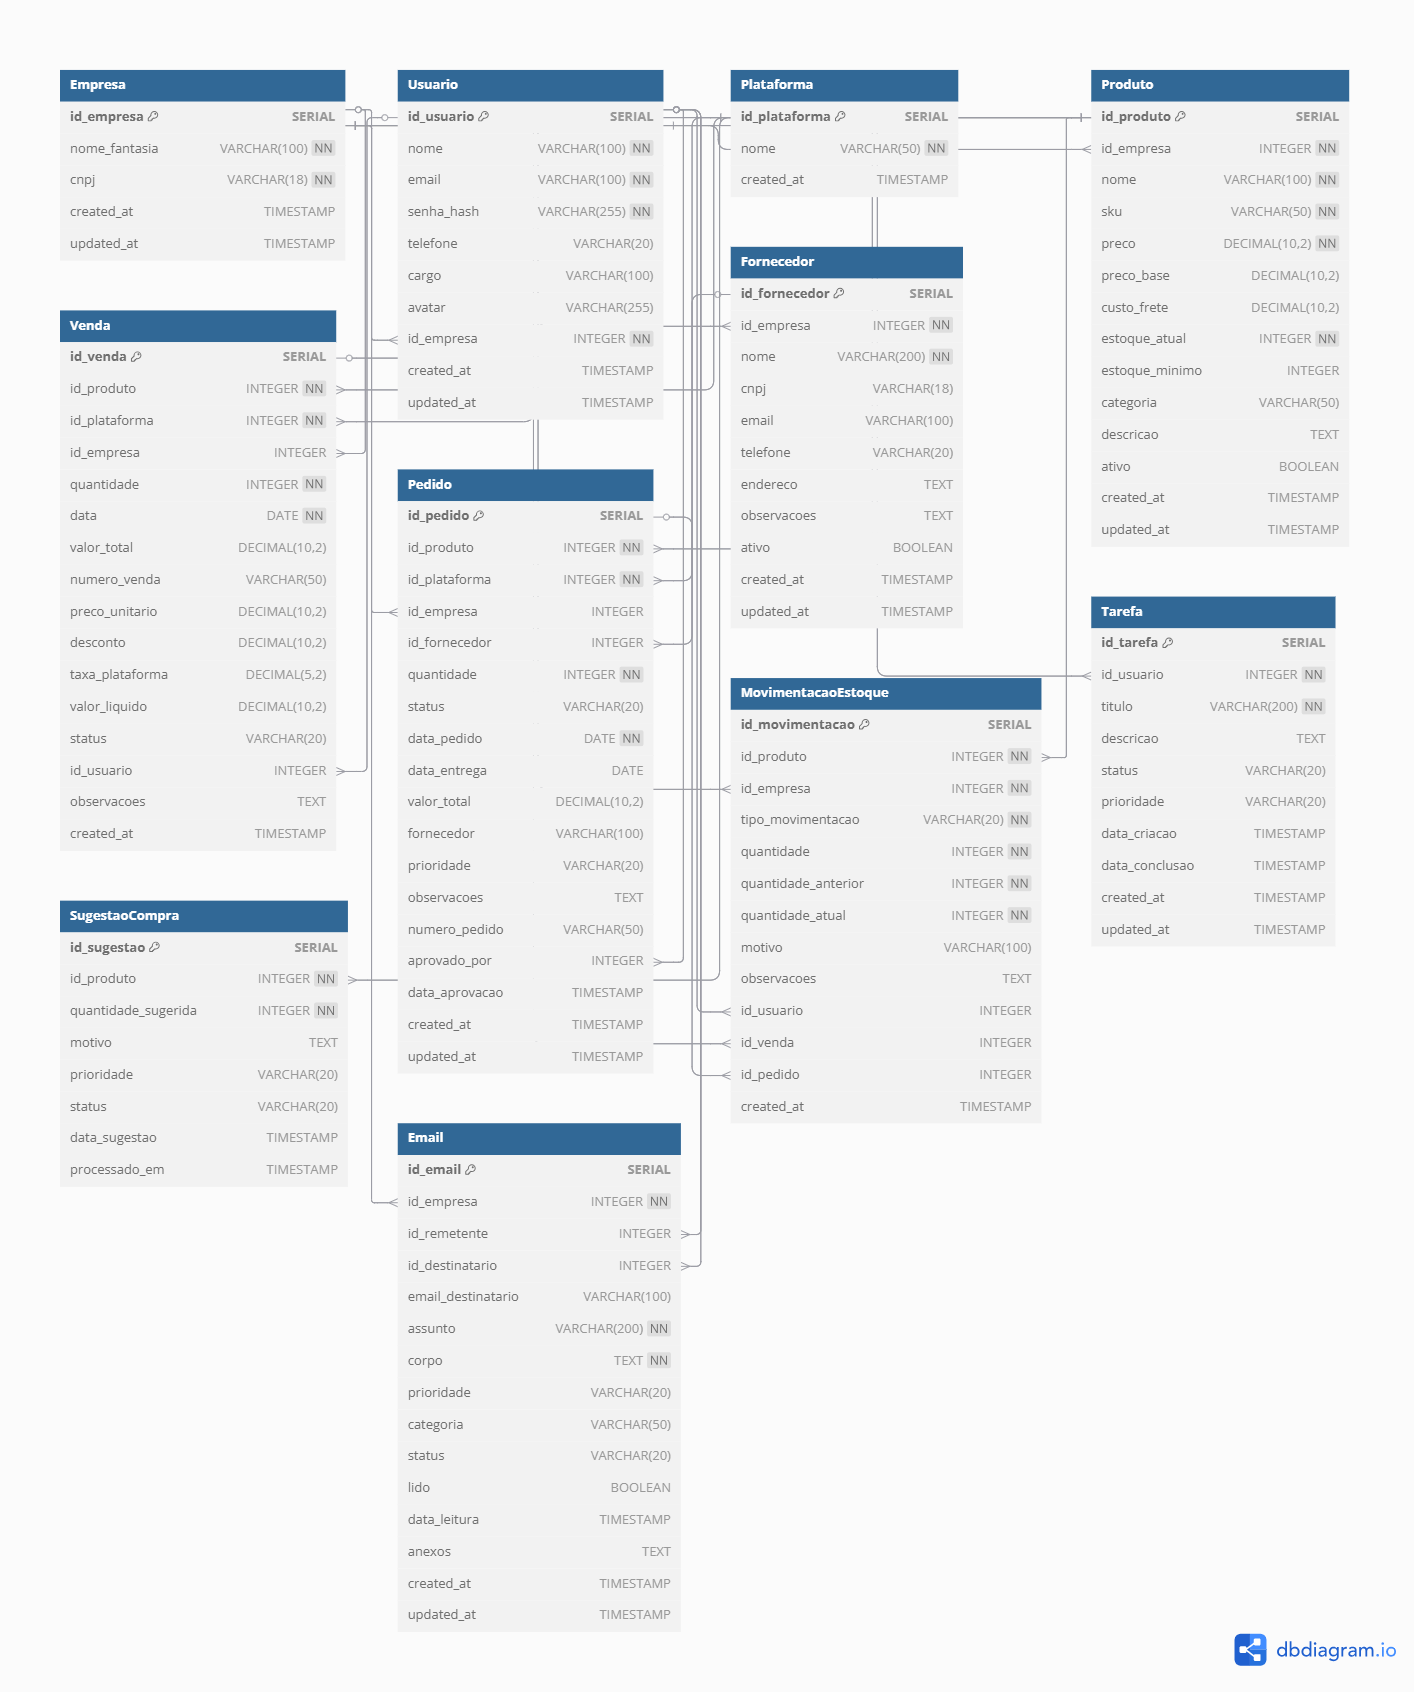 Empresa
id_empresa SERIAL
nome_fantasia VARCHAR(100) NN
cnpj VARCHAR(18) NN
created_at TIMESTAMP
updated_at TIMESTAMP
Venda
id_venda SERIAL
id_produto INTEGER NN
id_plataforma INTEGER NN
id_empresa INTEGER
quantidade INTEGER NN
data DATE NN
valor_total DECIMAL(10,2)
numero_venda VARCHAR(50)
preco_unitario DECIMAL(10,2)
desconto DECIMAL(10,2)
taxa_plataforma DECIMAL(5,2)
valor_liquido DECIMAL(10,2)
status VARCHAR(20)
id_usuario INTEGER
observacoes TEXT
created_at TIMESTAMP
SugestaoCompra
id_sugestao SERIAL
id_produto INTEGER NN
quantidade_sugerida INTEGER NN
motivo TEXT
prioridade VARCHAR(20)
status VARCHAR(20)
data_sugestao TIMESTAMP
processado_em TIMESTAMP
Usuario
id_usuario SERIAL
nome VARCHAR(100) NN
email VARCHAR(100) NN
senha_hash VARCHAR(255) NN
telefone VARCHAR(20)
cargo VARCHAR(100)
avatar VARCHAR(255)
id_empresa INTEGER NN
created_at TIMESTAMP
updated_at TIMESTAMP
Pedido
id_pedido SERIAL
id_produto INTEGER NN
id_plataforma INTEGER NN
id_empresa INTEGER
id_fornecedor INTEGER
quantidade INTEGER NN
status VARCHAR(20)
data_pedido DATE NN
data_entrega DATE
valor_total DECIMAL(10,2)
fornecedor VARCHAR(100)
prioridade VARCHAR(20)
observacoes TEXT
numero_pedido VARCHAR(50)
aprovado_por INTEGER
data_aprovacao TIMESTAMP
created_at TIMESTAMP
updated_at TIMESTAMP
Email
id_email SERIAL
id_empresa INTEGER NN
id_remetente INTEGER
id_destinatario INTEGER
email_destinatario VARCHAR(100)
assunto VARCHAR(200) NN
corpo TEXT NN
prioridade VARCHAR(20)
categoria VARCHAR(50)
status VARCHAR(20)
lido BOOLEAN
data_leitura TIMESTAMP
anexos TEXT
created_at TIMESTAMP
updated_at TIMESTAMP
Plataforma
id_plataforma SERIAL
nome VARCHAR(50) NN
created_at TIMESTAMP
Fornecedor
id_fornecedor SERIAL
id_empresa INTEGER NN
nome VARCHAR(200) NN
cnpj VARCHAR(18)
email VARCHAR(100)
telefone VARCHAR(20)
endereco TEXT
observacoes TEXT
ativo BOOLEAN
created_at TIMESTAMP
updated_at TIMESTAMP
MovimentacaoEstoque
id_movimentacao SERIAL
id_produto INTEGER NN
id_empresa INTEGER NN
tipo_movimentacao VARCHAR(20) NN
quantidade INTEGER NN
quantidade_anterior INTEGER NN
quantidade_atual INTEGER NN
motivo VARCHAR(100)
observacoes TEXT
id_usuario INTEGER
id_venda INTEGER
id_pedido INTEGER
created_at TIMESTAMP
Produto
id_produto SERIAL
id_empresa INTEGER NN
nome VARCHAR(100) NN
sku VARCHAR(50) NN
preco DECIMAL(10,2) NN
preco_base DECIMAL(10,2)
custo_frete DECIMAL(10,2)
estoque_atual INTEGER NN
estoque_minimo INTEGER
categoria VARCHAR(50)
descricao TEXT
ativo BOOLEAN
created_at TIMESTAMP
updated_at TIMESTAMP
Tarefa
id_tarefa SERIAL
id_usuario INTEGER NN
titulo VARCHAR(200) NN
descricao TEXT
status VARCHAR(20)
prioridade VARCHAR(20)
data_criacao TIMESTAMP
data_conclusao TIMESTAMP
created_at TIMESTAMP
updated_at TIMESTAMP
dbdiagram.io